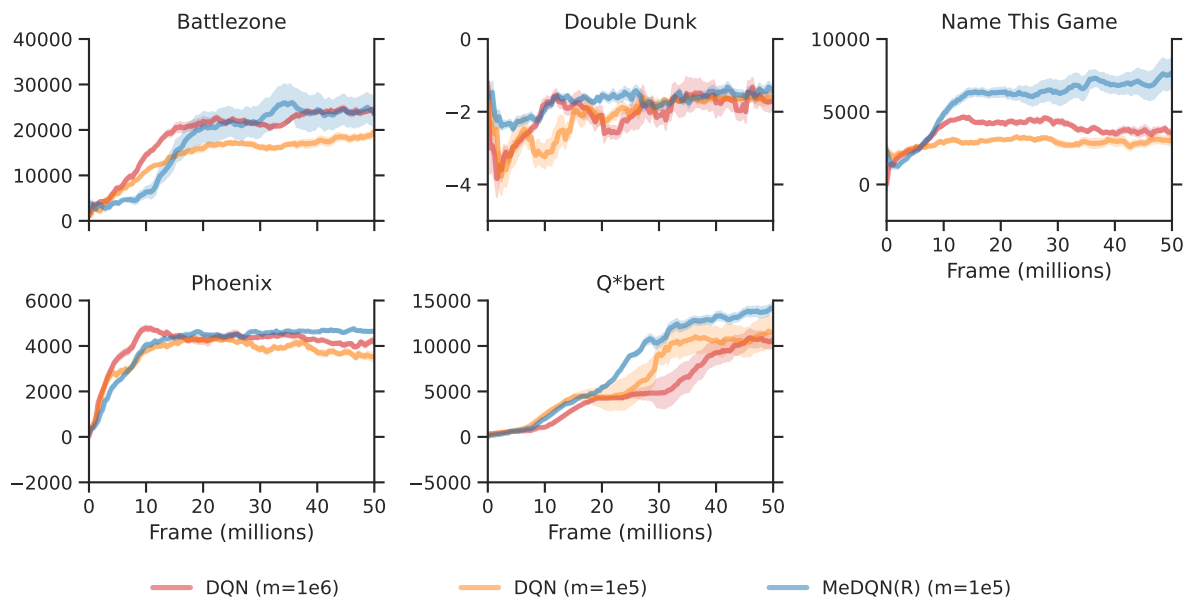 Battlezone
40000
30000
20000
10000
0
Double Dunk
0
−2
−4
Name This Game
10000
5000
0
0 10 20 30 40 50
Frame (millions)
Phoenix
6000
4000
2000
0
−2000
0 10 20 30 40 50
Frame (millions)
Q*bert
15000
10000
5000
0
−5000
0 10 20 30 40 50
Frame (millions)
DQN (m=1e6) DQN (m=1e5) MeDQN(R) (m=1e5)